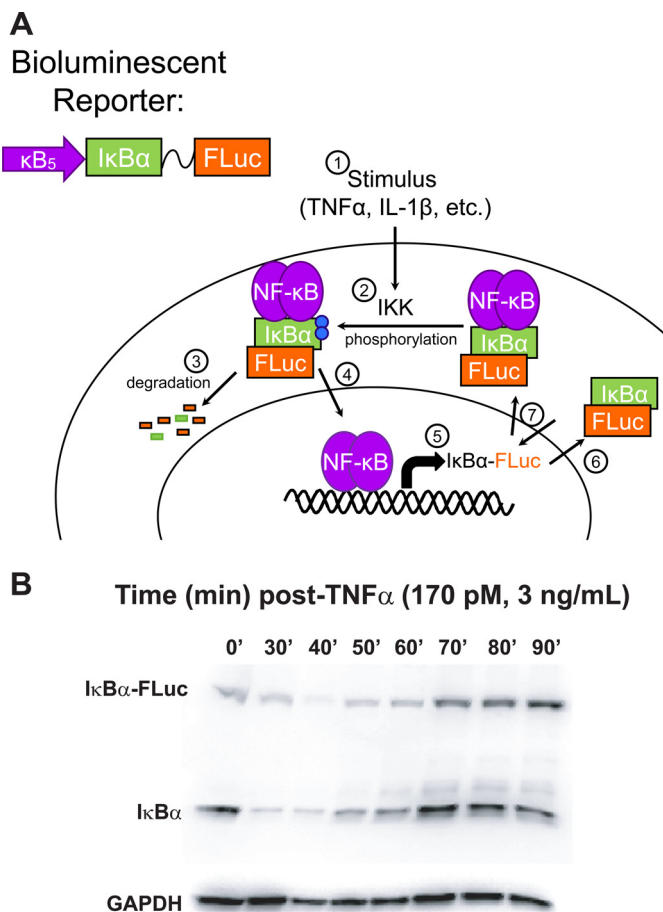 A
Bioluminescent
Reporter:
κB5
IκBα
FLuc
1
Stimulus
(TNFα, IL-1β, etc.)
2
IKK
phosphorylation
NF-κB
IκBα
FLuc
NF-κB
IκBα
FLuc
3
degradation
4
IκBα
FLuc
7
5
IκBα-FLuc
6
NF-κB
B
Time (min) post-TNFα (170 pM, 3 ng/mL)
0’ 30’ 40’ 50’ 60’ 70’ 80’ 90’
IκBα-FLuc
IκBα
GAPDH